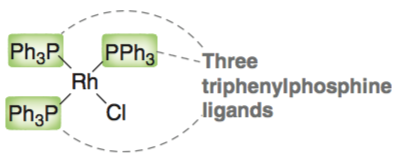 Ph₃P PPh₃
Rh
Ph₃P Cl
Three
triphenylphosphine
ligands